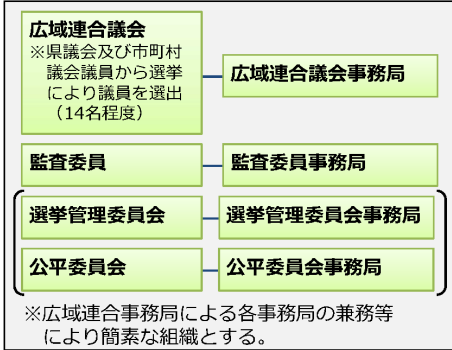 広域連合議会
※県議会及び市町村
議会議員から選挙
により議員を選出
（14名程度）
広域連合議会事務局
監査委員
監査委員事務局
選挙管理委員会
選挙管理委員会事務局
公平委員会
公平委員会事務局
※広域連合事務局による各事務局の兼務等
により簡素な組織とする。